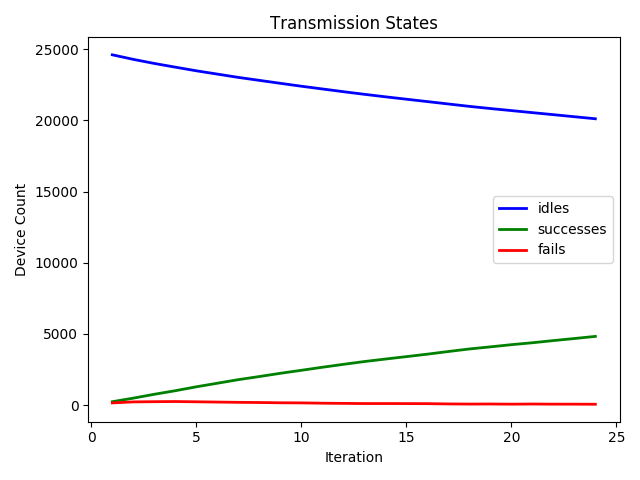 Transmission States
Device Count
25000
20000
15000
10000
5000
0
idles
successes
fails
0 5 10 15 20 25
Iteration